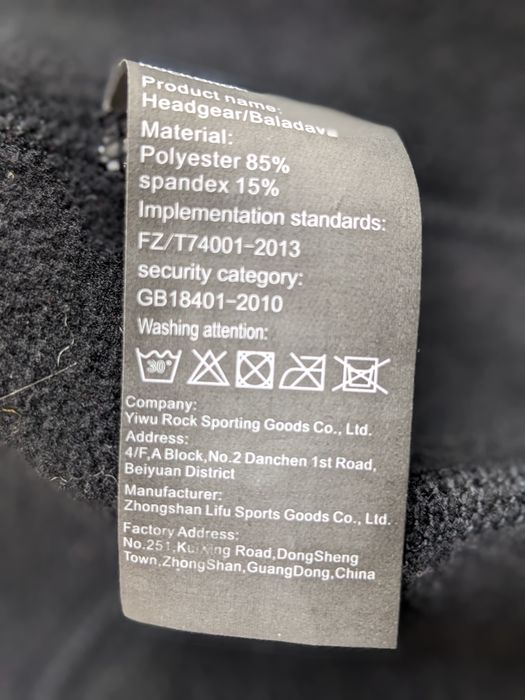 Product name:
Headgear/Baladava
Material:
Polyester 85%
spandex 15%
Implementation standards:
FZ/T74001-2013
security category:
GB18401-2010
Washing attention:
30°
Company:
Yiwu Rock Sporting Goods Co., Ltd.
Address:
4/F,A Block,No.2 Danchen 1st Road,
Beiyuan District
Manufacturer:
Zhongshan Lifu Sports Goods Co., Ltd.
Factory Address:
No.251, Road,DongSheng
Town,ZhongShan,GuangDong,China